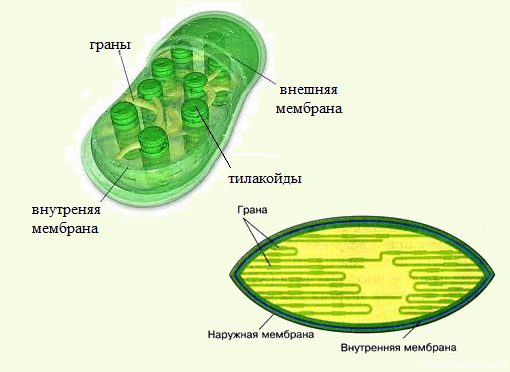 граны
внешняя
мембрана
тилакойды
внутреняя
мембрана
Грана
Наружная мембрана
Внутренняя мембрана